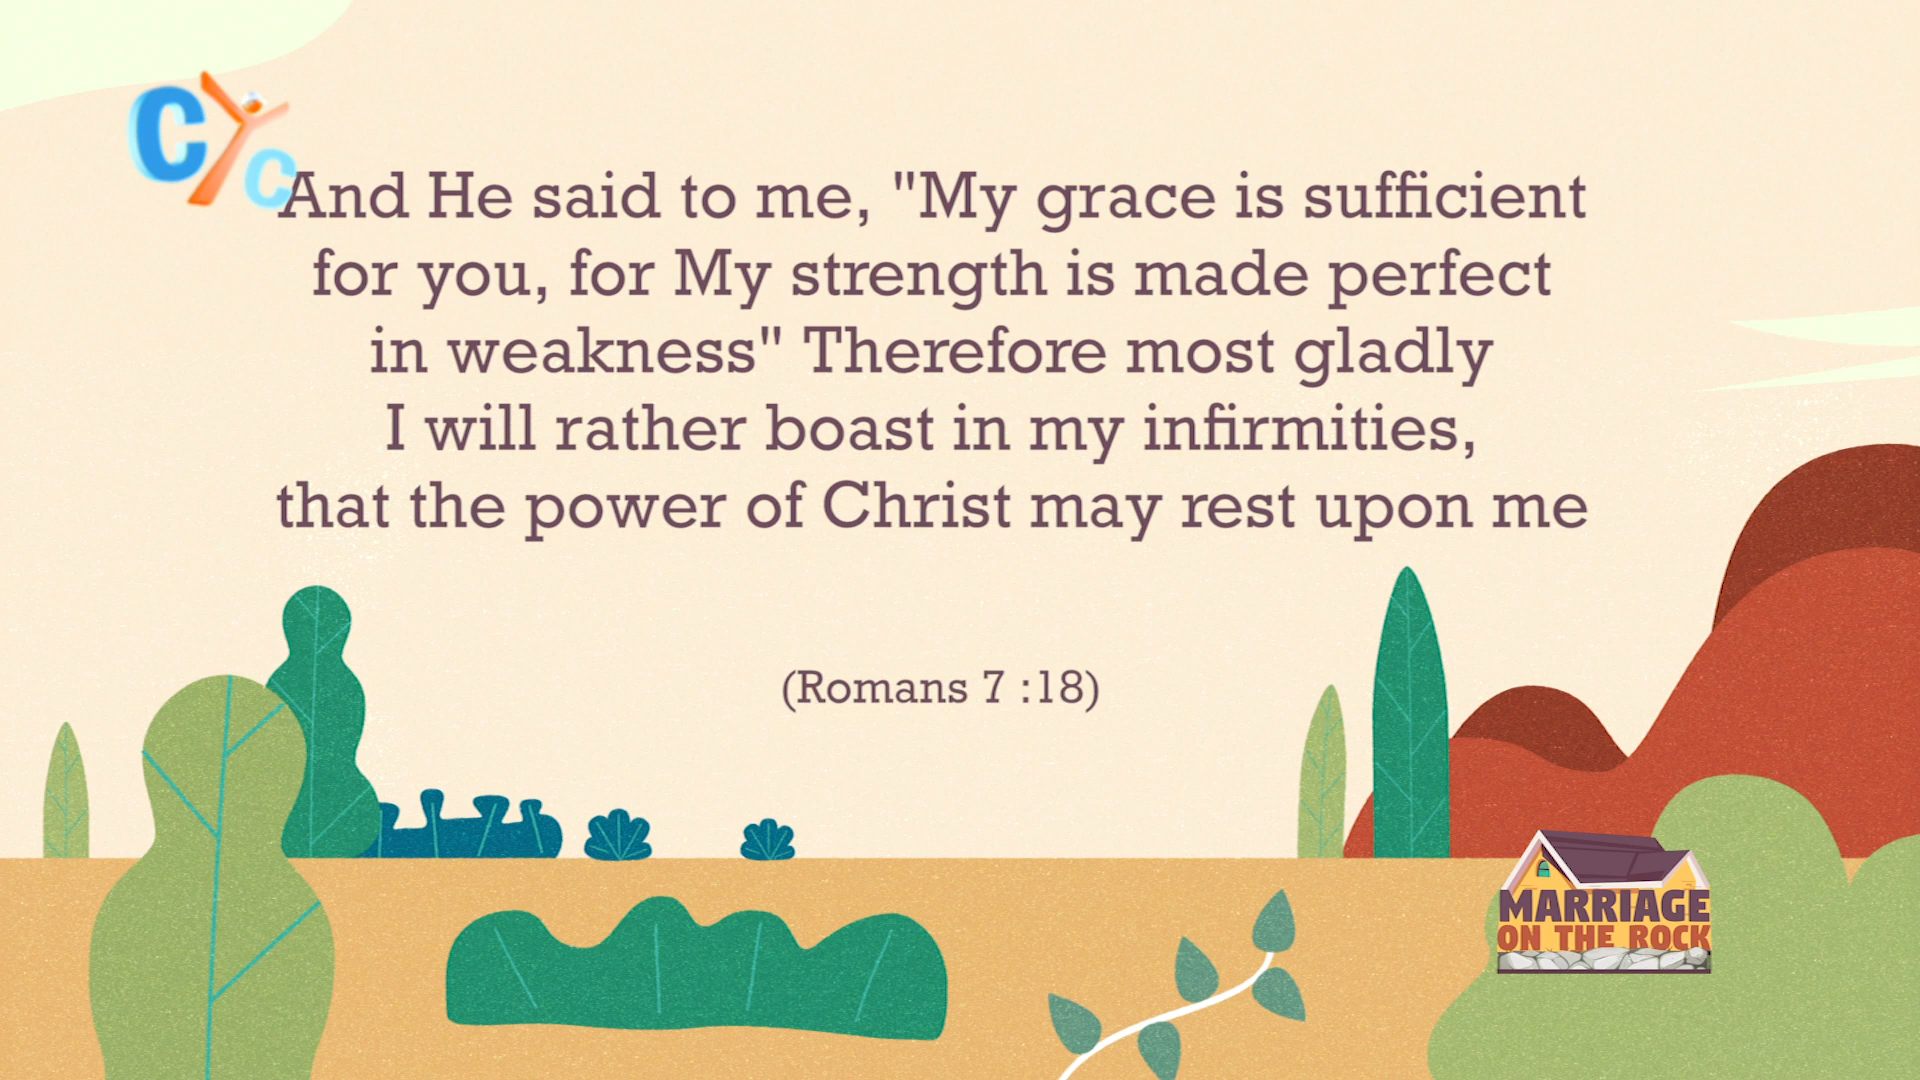 CYC
And He said to me, "My grace is sufficient
for you, for My strength is made perfect
in weakness" Therefore most gladly
I will rather boast in my infirmities,
that the power of Christ may rest upon me
(Romans 7 :18)
MARRIAGE
ON THE ROCK